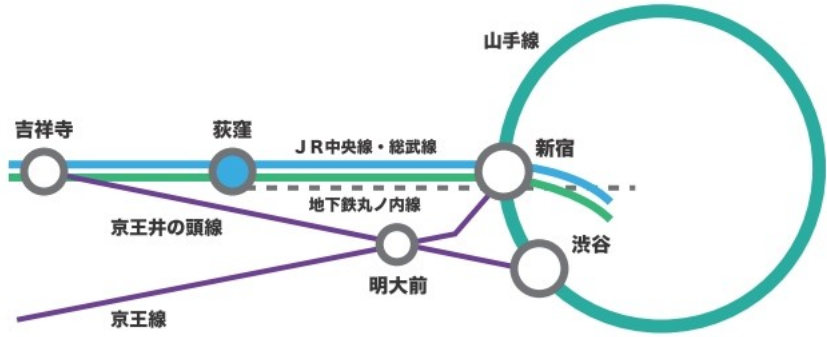 山手線
吉祥寺
荻窪
JR中央線・総武線
新宿
地下鉄丸ノ内線
京王井の頭線
渋谷
明大前
京王線